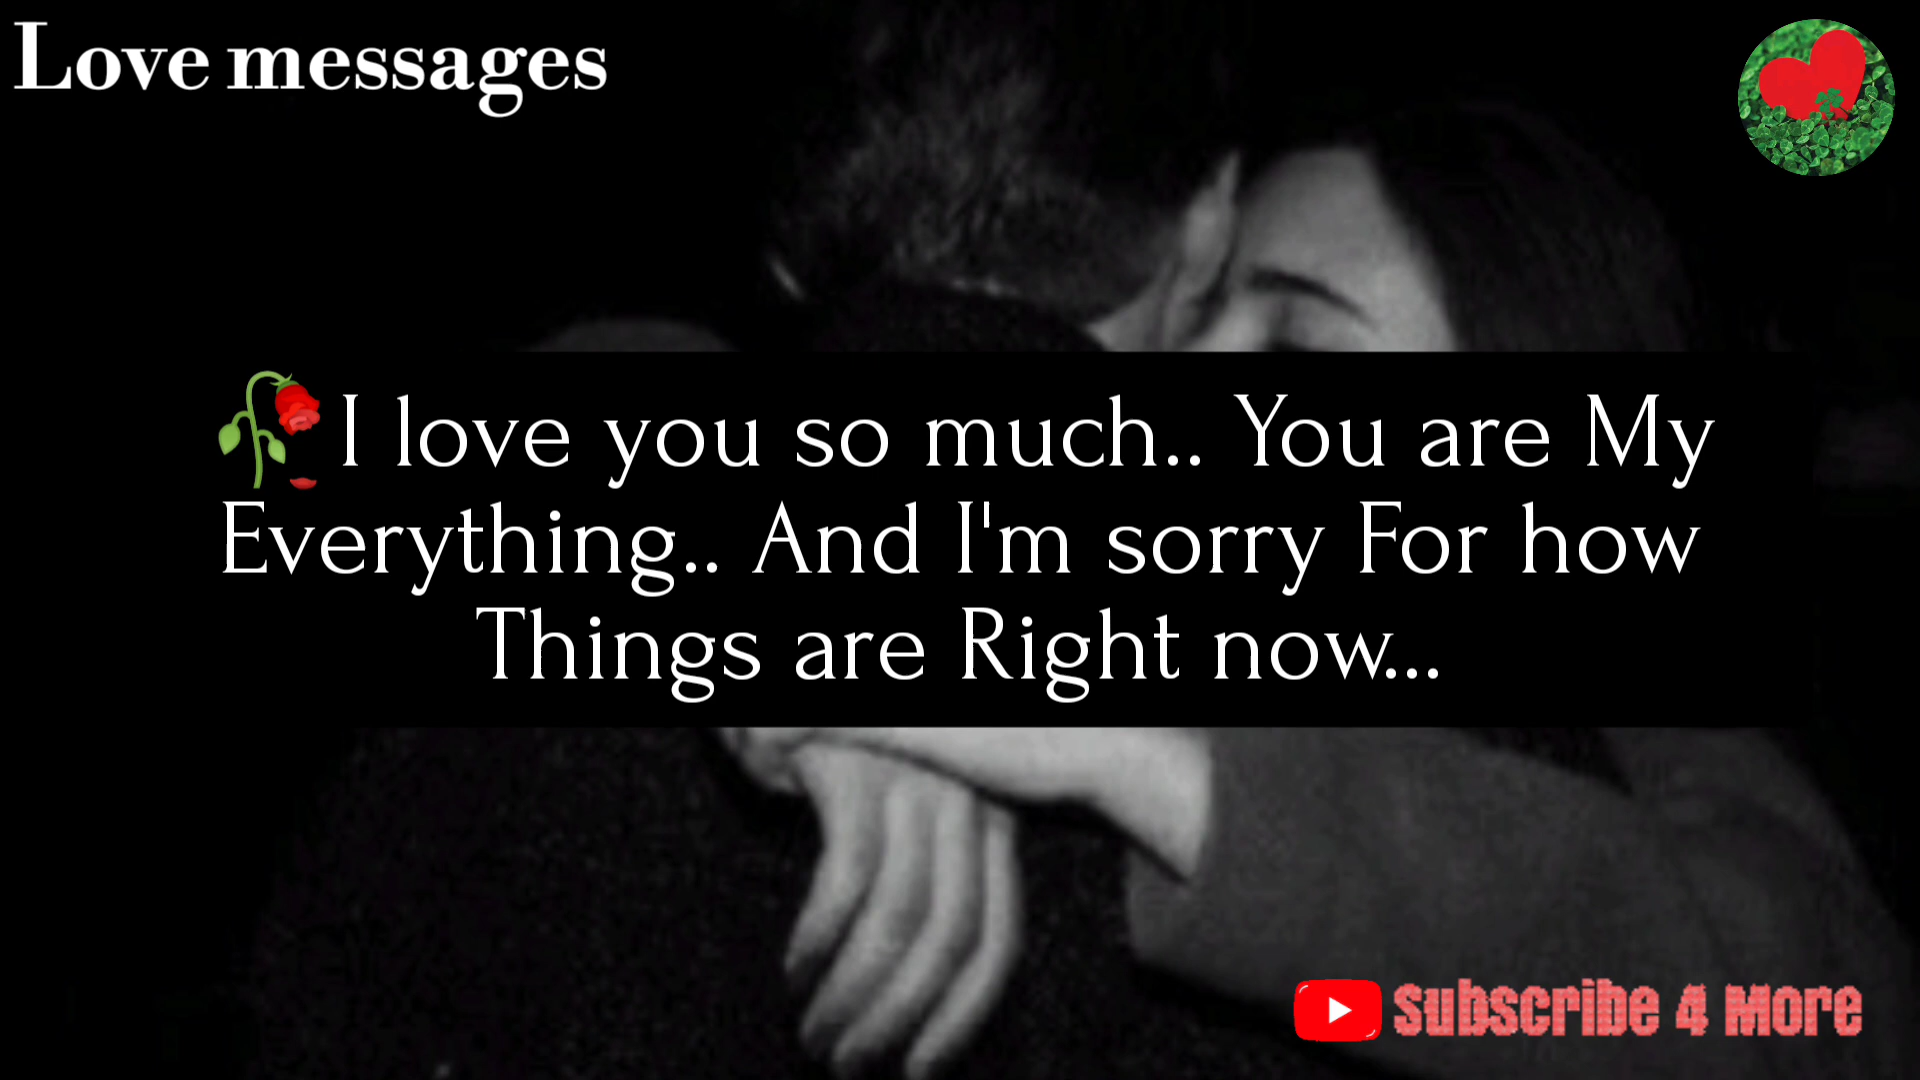 Love messages
🥀I love you so much.. You are My
Everything.. And I'm sorry For how
Things are Right now...
Subscribe 4 More